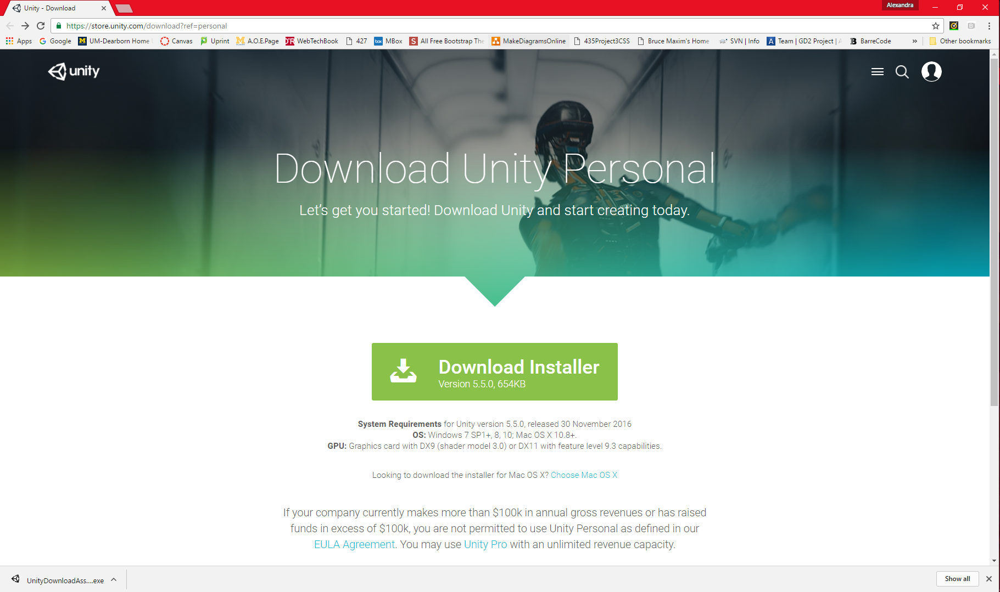 Unity - Download
Alexandra
https://store.unity.com/download?ref=personal
Apps Google UM-Dearborn Home Canvas Uprint A.O.E.Page WebTechBook 427 MBox All Free Bootstrap The MakeDiagramsOnline 435Project3CSS Bruce Maxim's Home SVN | Info Team | GD2 Project | BarreCode » Other bookmarks
unity
Download Unity Personal
Let's get you started! Download Unity and start creating today.
Download Installer
Version 5.5.0, 654KB
System Requirements for Unity version 5.5.0, released 30 November 2016
OS: Windows 7 SP1+, 8, 10; Mac OS X 10.8+.
GPU: Graphics card with DX9 (shader model 3.0) or DX11 with feature level 9.3 capabilities.
Looking to download the installer for Mac OS X? Choose Mac OS X
If your company currently makes more than $100k in annual gross revenues or has raised
funds in excess of $100k, you are not permitted to use Unity Personal as defined in our
EULA Agreement. You may use Unity Pro with an unlimited revenue capacity.
UnityDownloadAss....exe
Show all